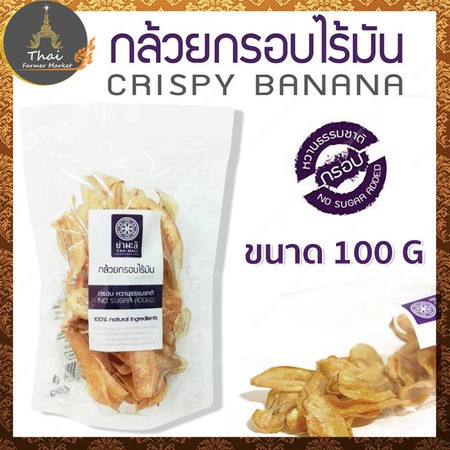 Thai
Farmer Market
กล้วยกรอบไร้มัน
CRISPY BANANA
หวานธรรมชาติ
กรอบ
NO SUGAR ADDED
ขนาด 100 G
ย่ามะลิ
YAA MALI
กล้วยกรอบไร้มัน
กรอบ หวานธรรมชาติ
NO SUGAR ADDED
100% natural ingredients